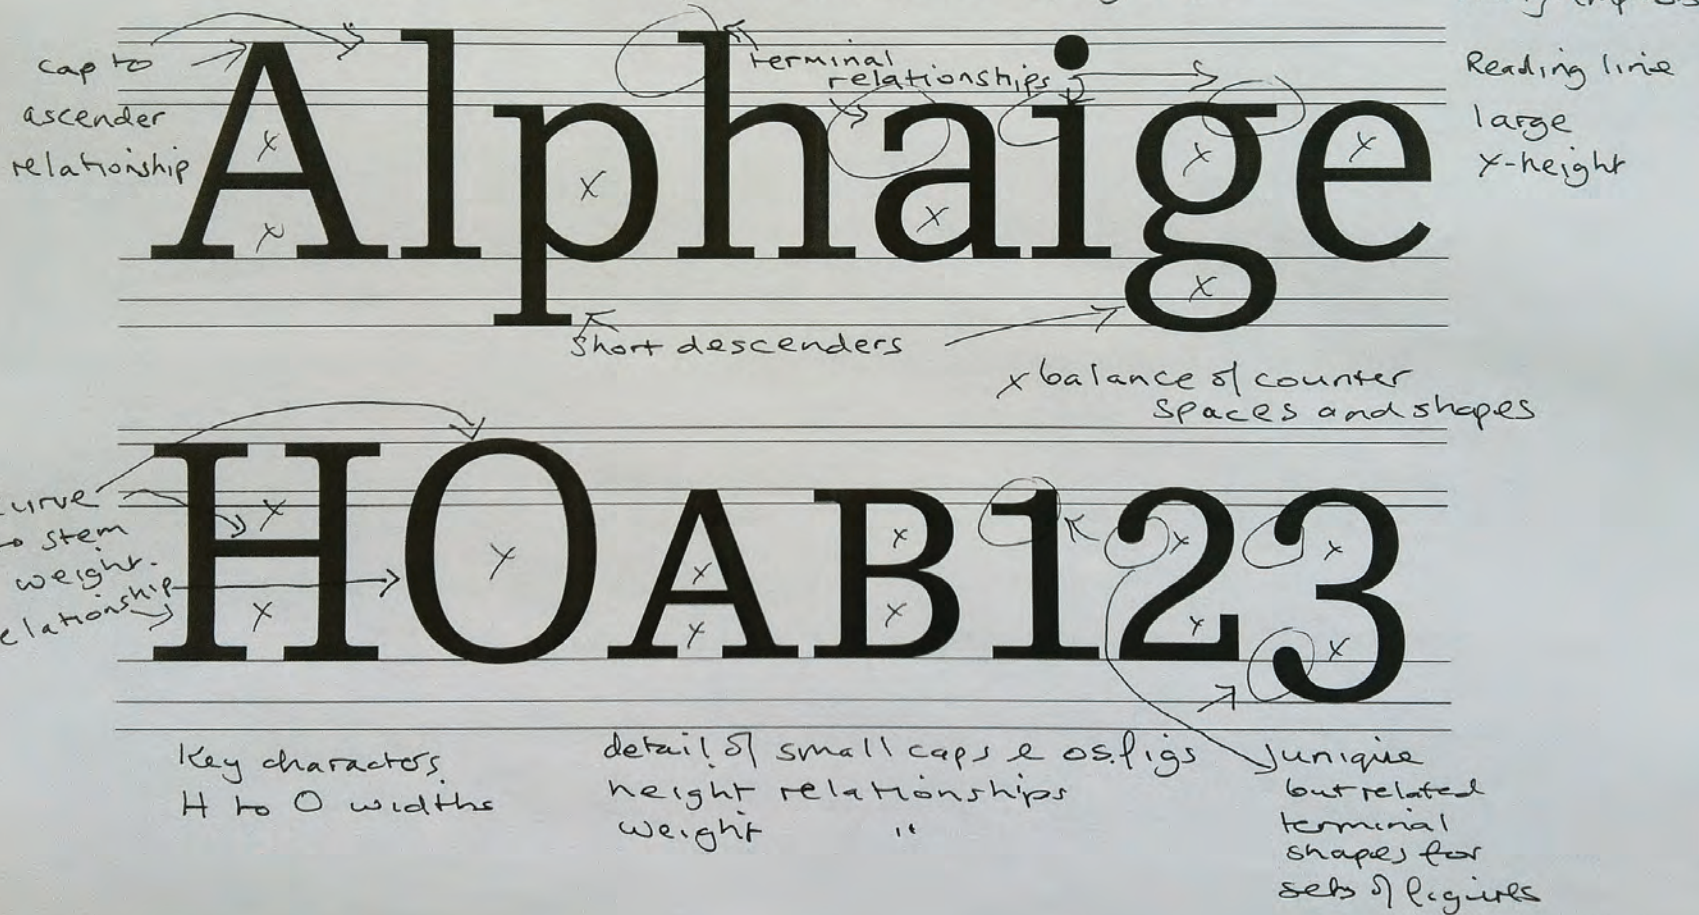 Alphaige
cap to
ascender
relationship
terminal
relationships
Reading line
large
x-height
short descenders
x balance of counter
spaces and shapes
HOAB123
curve
to stem
weight.
relationship
Key characters
H to O widths
detail of small caps & os.figs
height relationships
weight "
unique
but related
terminal
shapes for
sets of figures